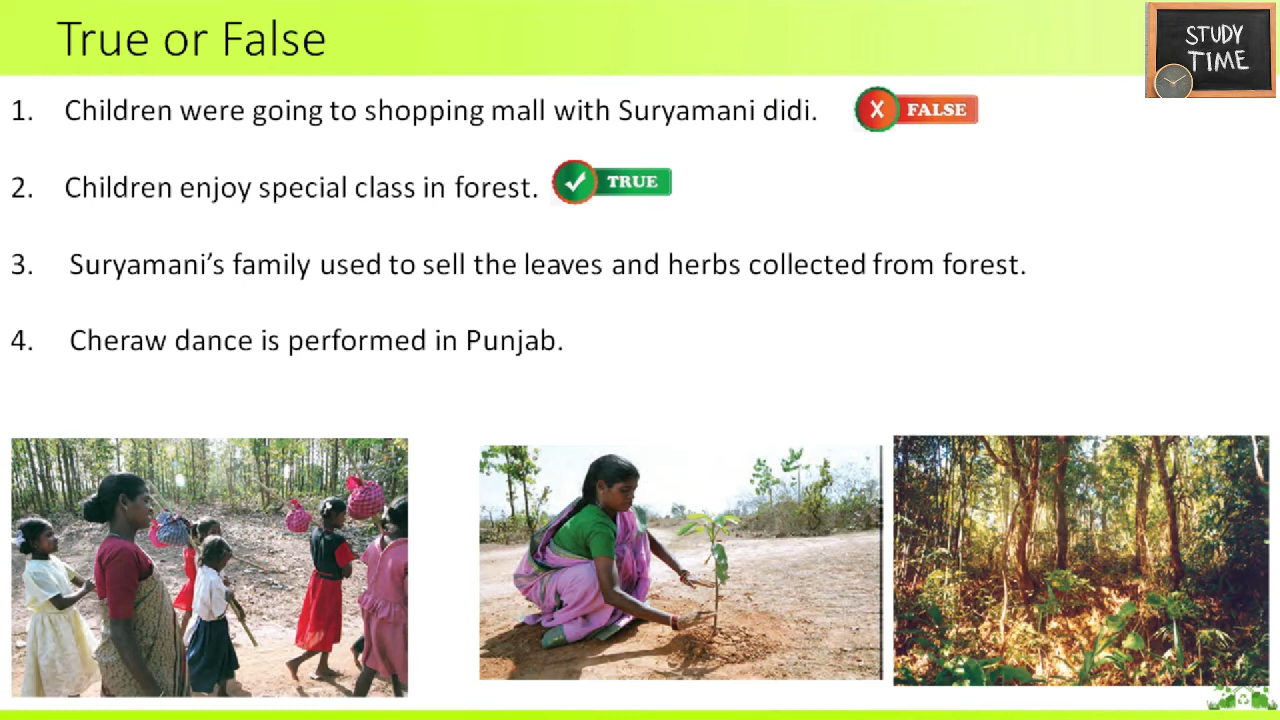 True or False
STUDY
TIME
1. Children were going to shopping mall with Suryamani didi. X FALSE
2. Children enjoy special class in forest. ✓ TRUE
3. Suryamani’s family used to sell the leaves and herbs collected from forest.
4. Cheraw dance is performed in Punjab.